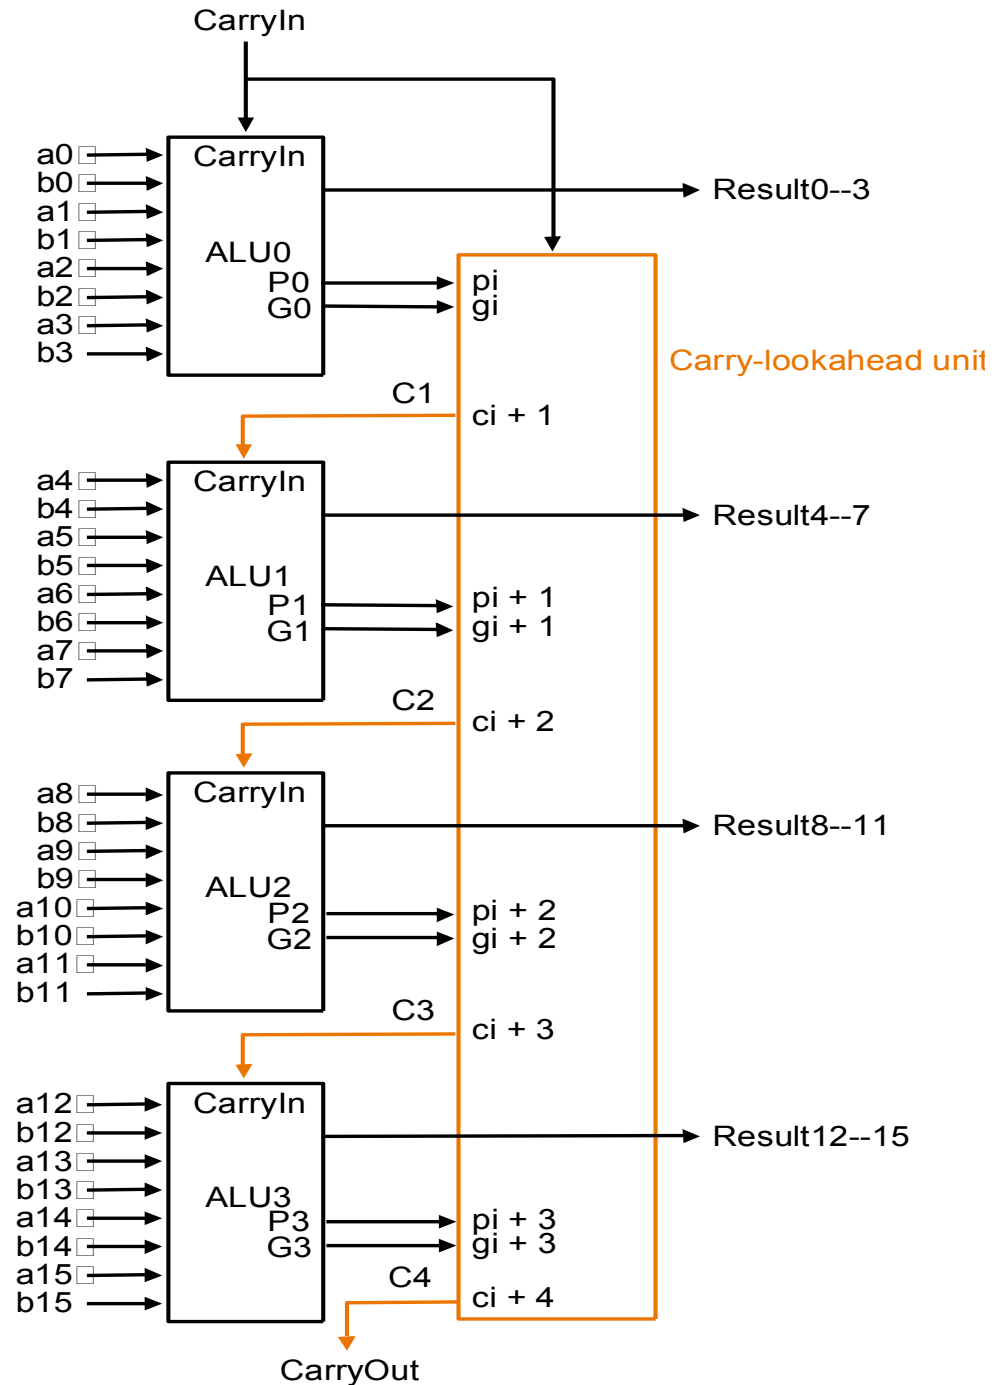 CarryIn
a0
CarryIn
b0
Result0--3
a1
b1
ALU0
a2
P0
pi
b2
G0
gi
a3
b3
Carry-lookahead unit
C1
ci + 1
a4
CarryIn
b4
Result4--7
a5
b5
ALU1
a6
P1
pi + 1
b6
G1
gi + 1
a7
b7
C2
ci + 2
a8
CarryIn
b8
Result8--11
a9
b9
ALU2
a10
P2
pi + 2
b10
G2
gi + 2
a11
b11
C3
ci + 3
a12
CarryIn
b12
Result12--15
a13
b13
ALU3
a14
P3
pi + 3
b14
G3
gi + 3
a15
C4
b15
ci + 4
CarryOut